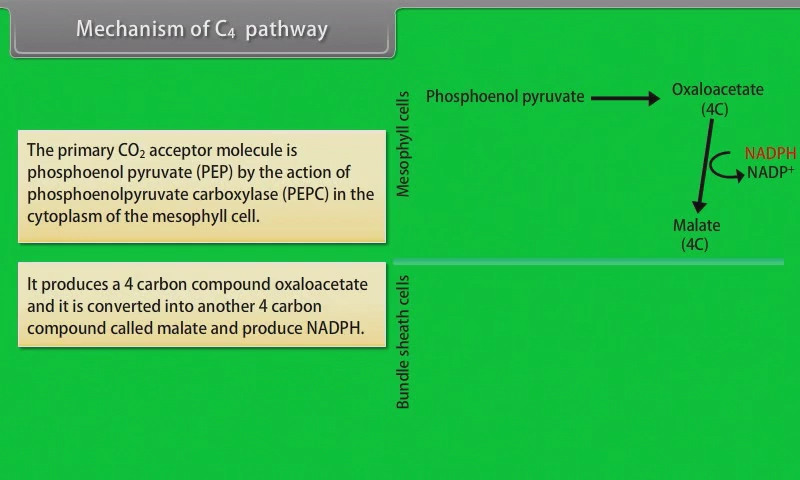 Mechanism of C₄ pathway
The primary CO₂ acceptor molecule is
phosphoenol pyruvate (PEP) by the action of
phosphoenolpyruvate carboxylase (PEPC) in the
cytoplasm of the mesophyll cell.
It produces a 4 carbon compound oxaloacetate
and it is converted into another 4 carbon
compound called malate and produce NADPH.
Mesophyll cells
Phosphoenol pyruvate
Oxaloacetate
(4C)
NADPH
NADP⁺
Malate
(4C)
Bundle sheath cells